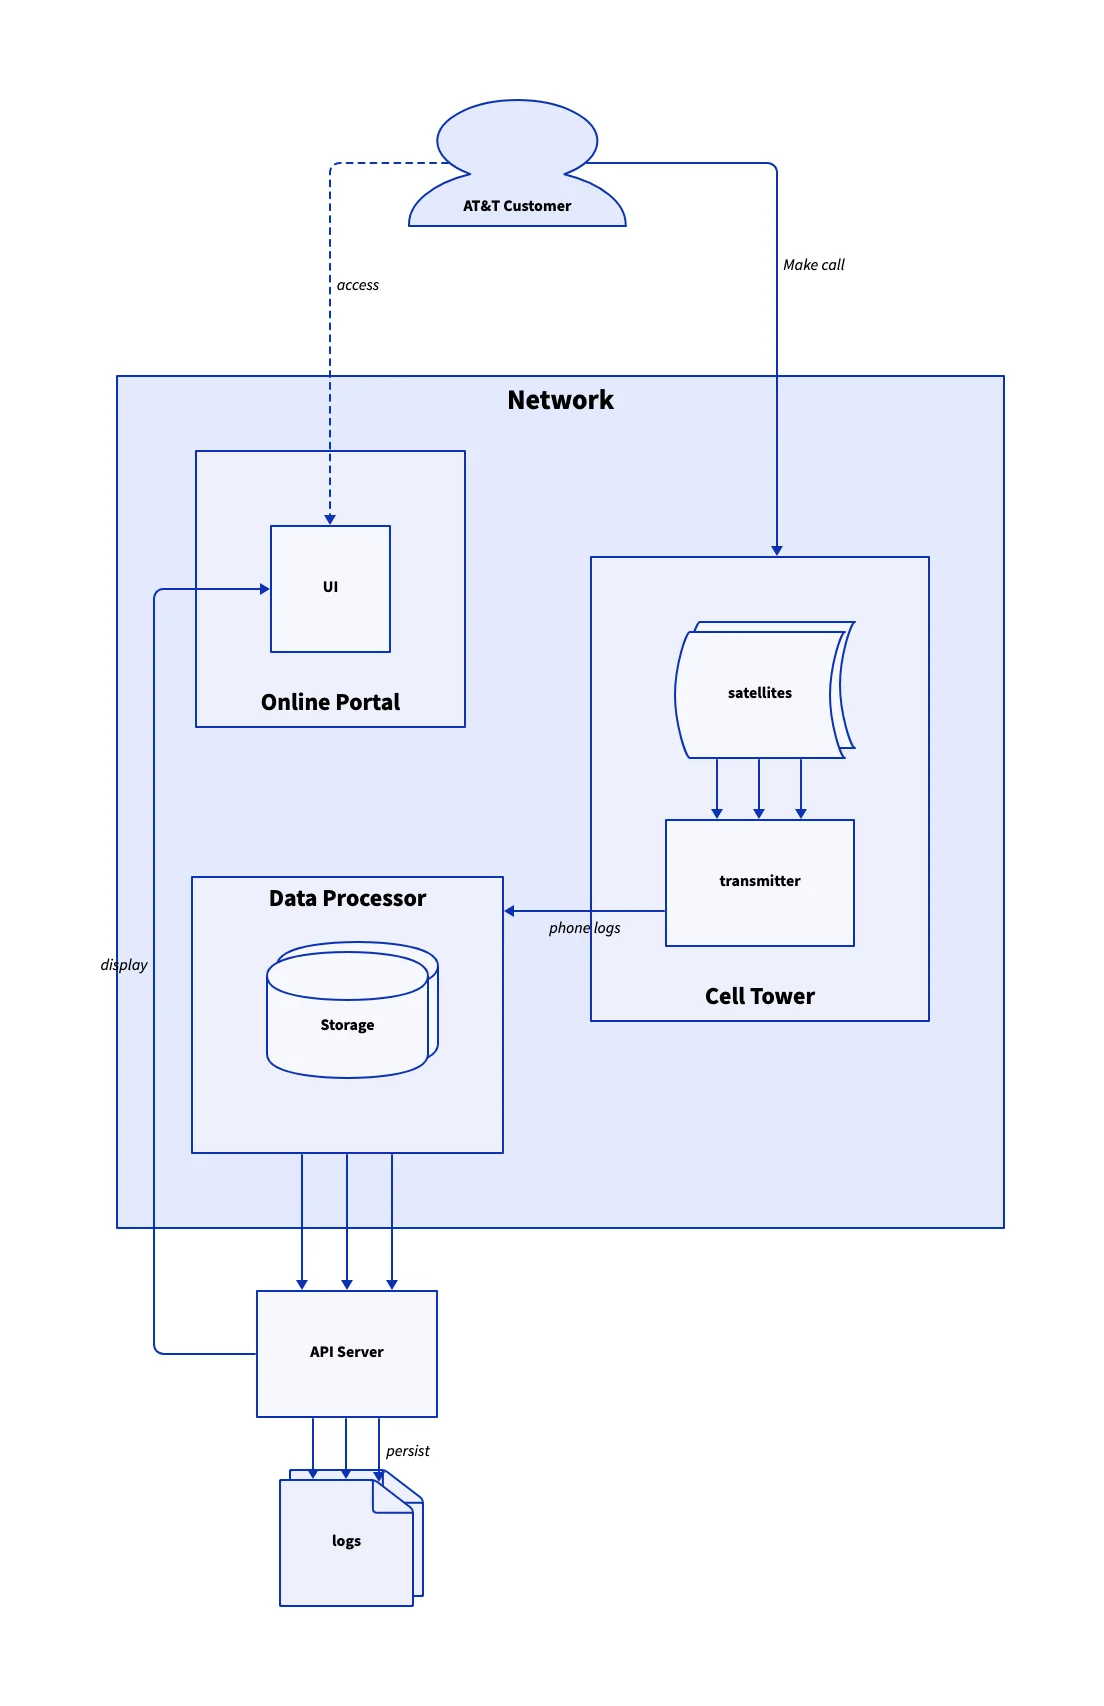 AT&T Customer
Make call
access
Network
UI
Online Portal
satellites
transmitter
Data Processor
phone logs
display
Cell Tower
Storage
API Server
persist
logs